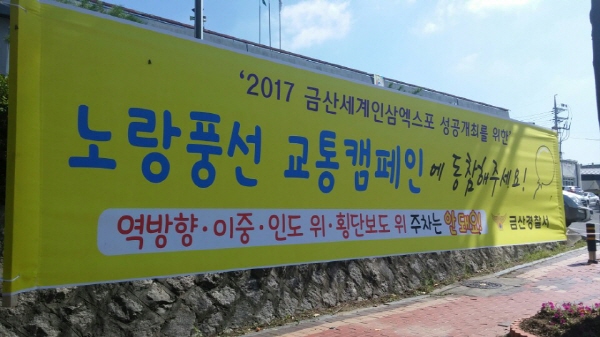 '2017 금산세계인삼엑스포 성공개최를 위한'
노랑풍선 교통캠페인에 동참해주세요!
역방향·이중·인도 위·횡단보도 위 주차는 안 돼요! 금산경찰서